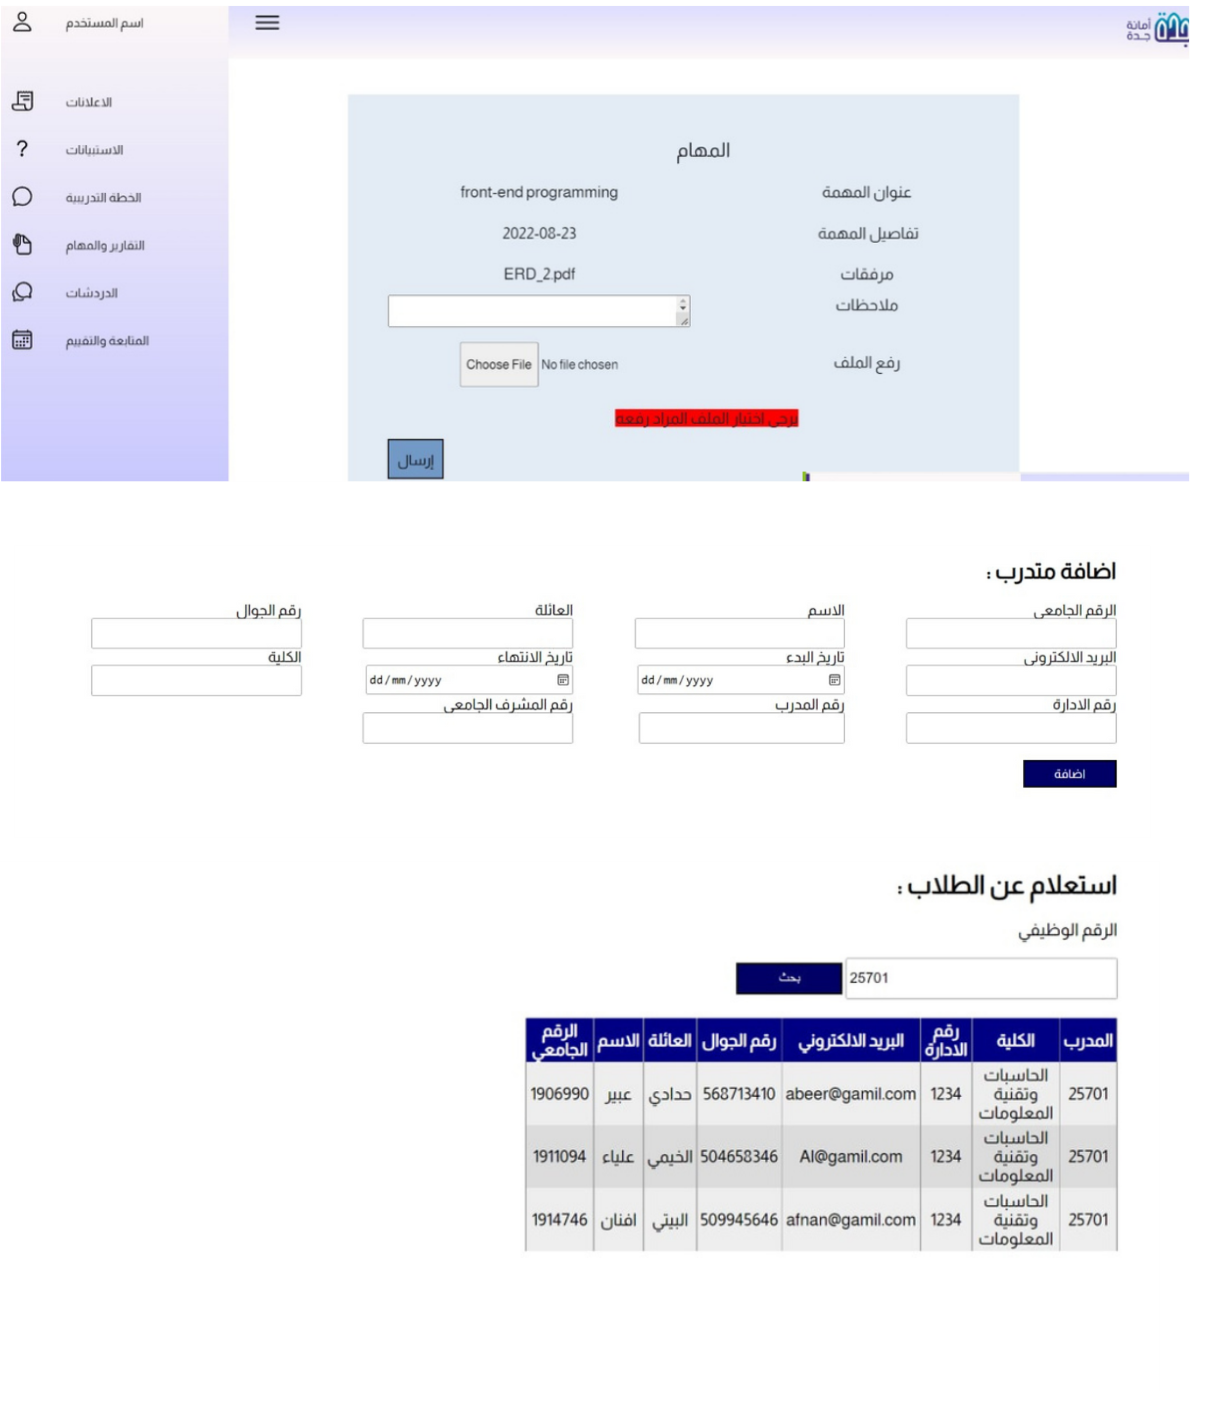 اسم المستخدم
أمانة
جدة
الاعلانات
الاستبيانات
الخطة التدريبية
التقارير والمهام
الدردشات
المتابعة والتقييم
المهام
عنوان المهمة front-end programming
تفاصيل المهمة 2022-08-23
مرفقات ERD_2.pdf
ملاحظات
رفع الملف Choose File No file chosen
يرجى اختيار الملف المراد رفعه
إرسال
اضافة متدرب :
الرقم الجامعي الاسم العائلة رقم الجوال
البريد الالكتروني تاريخ البدء تاريخ الانتهاء الكلية
dd/mm/yyyy dd/mm/yyyy
رقم الادارة رقم المدرب رقم المشرف الجامعي
اضافة
استعلام عن الطلاب :
الرقم الوظيفي
25701 بحث
المدرب الكلية رقم الادارة البريد الالكتروني رقم الجوال العائلة الاسم الرقم الجامعي
25701 الحاسبات وتقنية المعلومات 1234 abeer@gamil.com 568713410 حدادي عبير 1906990
25701 الحاسبات وتقنية المعلومات 1234 Al@gamil.com 504658346 الخيمي علياء 1911094
25701 الحاسبات وتقنية المعلومات 1234 afnan@gamil.com 509945646 البيتي افنان 1914746